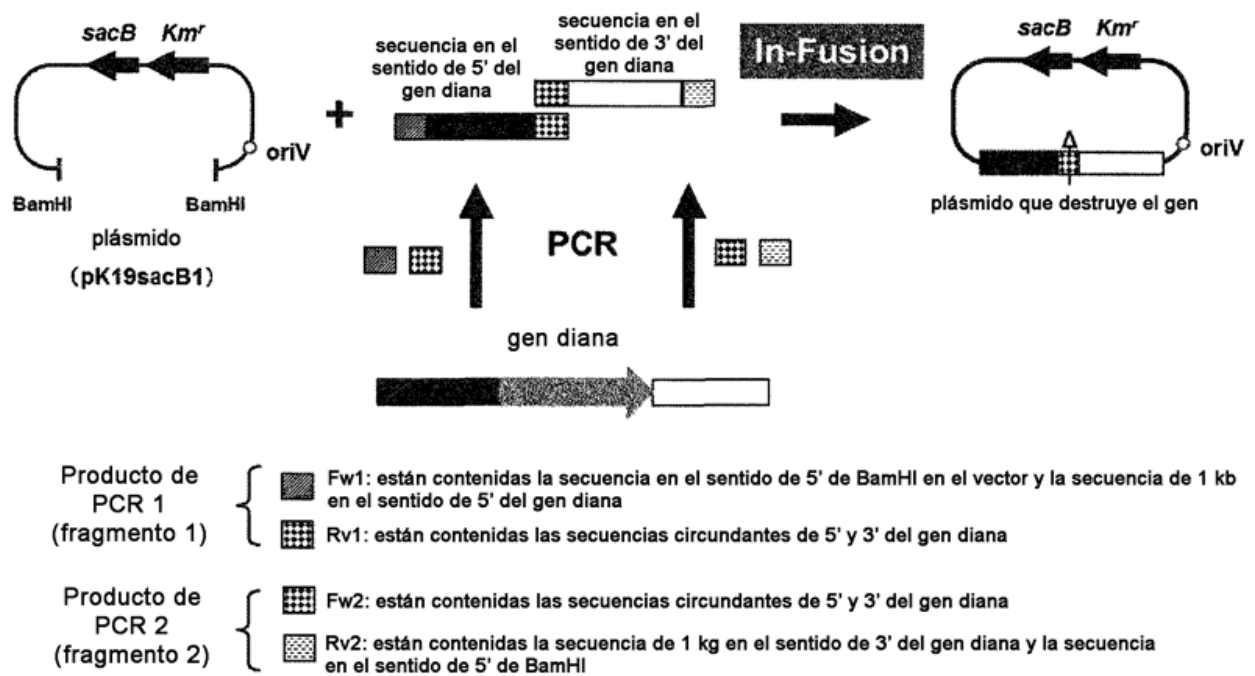 sacB Kmʳ
oriV
BamHI BamHI
plásmido
(pK19sacB1)
+
secuencia en el
sentido de 5' del
gen diana
secuencia en el
sentido de 3' del
gen diana
In-Fusion
sacB Kmʳ
Δ
oriV
plásmido que destruye el gen
PCR
gen diana
Producto de
PCR 1
(fragmento 1)
Fw1: están contenidas la secuencia en el sentido de 5' de BamHI en el vector y la secuencia de 1 kb
en el sentido de 5' del gen diana
Rv1: están contenidas las secuencias circundantes de 5' y 3' del gen diana
Producto de
PCR 2
(fragmento 2)
Fw2: están contenidas las secuencias circundantes de 5' y 3' del gen diana
Rv2: están contenidas la secuencia de 1 kg en el sentido de 3' del gen diana y la secuencia
en el sentido de 5' de BamHI